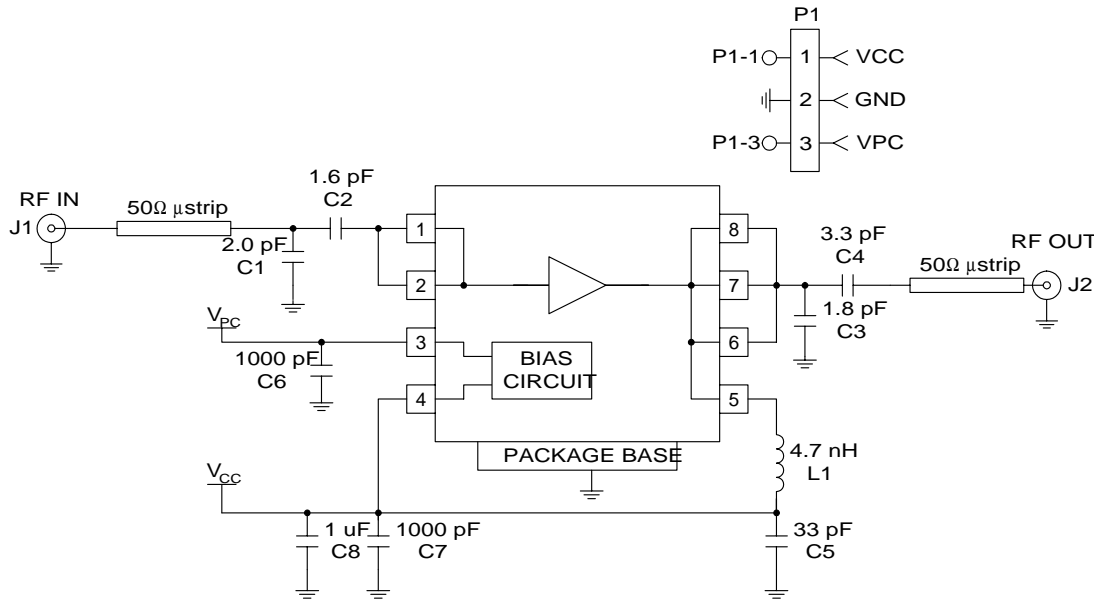 P1
P1-1
1
VCC
2
GND
P1-3
3
VPC
RF IN
J1
50Ω µstrip
2.0 pF
C1
1.6 pF
C2
1
2
3
4
8
7
6
5
3.3 pF
C4
1.8 pF
C3
50Ω µstrip
RF OUT
J2
VPC
1000 pF
C6
BIAS
CIRCUIT
PACKAGE BASE
4.7 nH
L1
VCC
1 uF
C8
1000 pF
C7
33 pF
C5